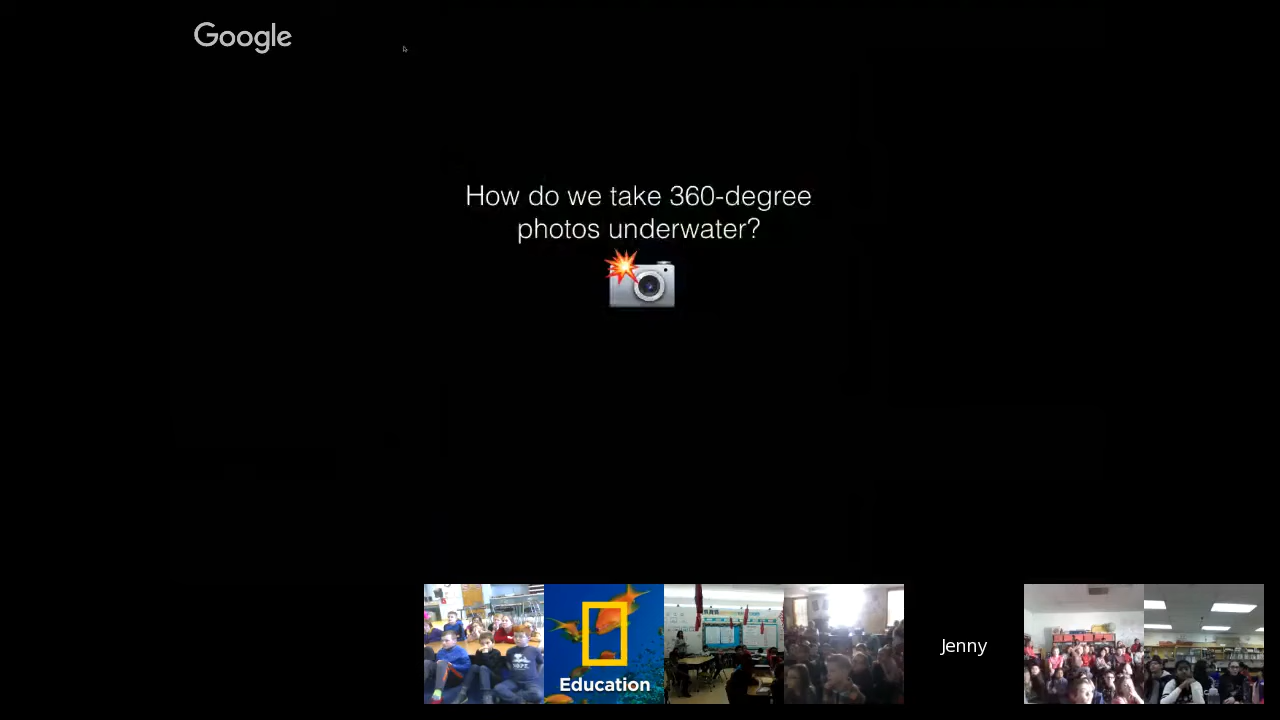 Google
How do we take 360-degree
photos underwater?
Education
Jenny